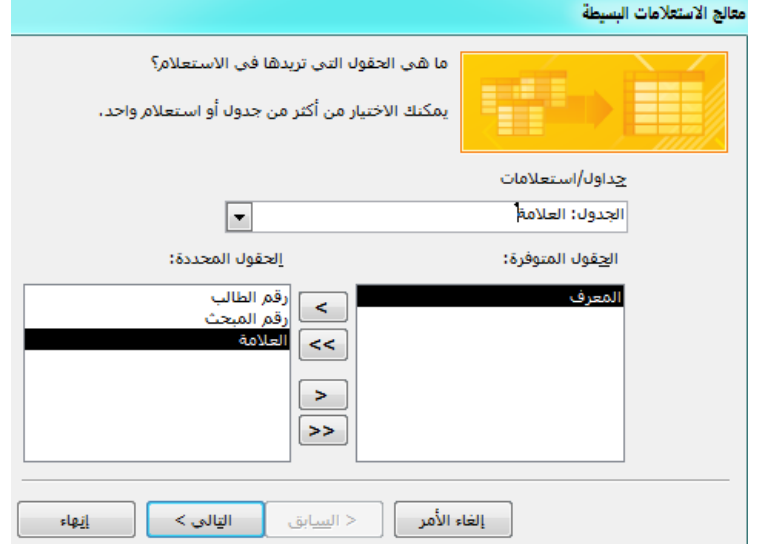 معالج الاستعلامات البسيطة
ما هي الحقول التي تريدها في الاستعلام؟
يمكنك الاختيار من أكثر من جدول أو استعلام واحد.
جداول/استعلامات
الجدول: العلامة
الحقول المتوفرة:
الحقول المحددة:
المعرف
رقم الطالب
رقم المبحث
العلامة
>
>>
<
<<
إلغاء الأمر
< السابق
التالي >
إنهاء